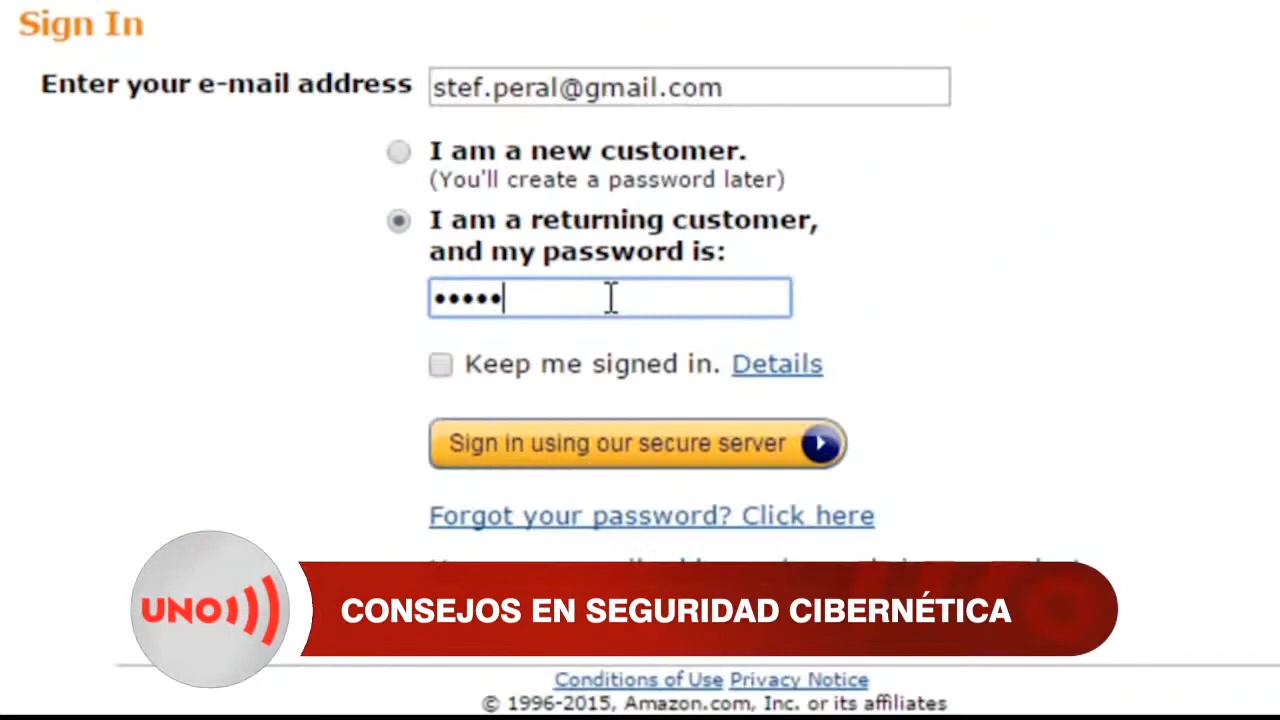 Sign In
Enter your e-mail address
stef.peral@gmail.com
I am a new customer.
(You'll create a password later)
I am a returning customer,
and my password is:
•••••
Keep me signed in. Details
Sign in using our secure server
Forgot your password? Click here
UNO
CONSEJOS EN SEGURIDAD CIBERNÉTICA
Conditions of Use Privacy Notice
© 1996-2015, Amazon.com, Inc. or its affiliates